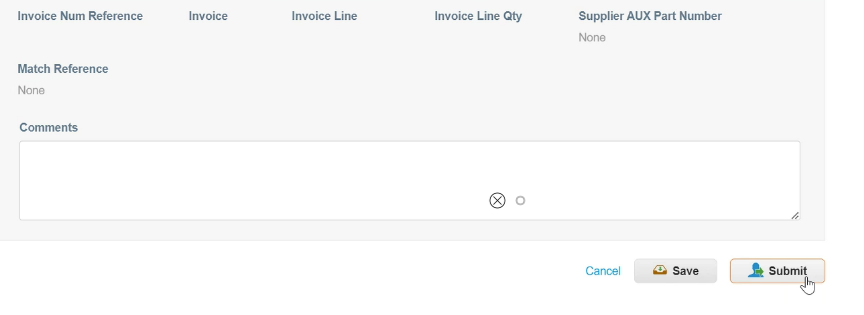 Invoice Num Reference Invoice Invoice Line Invoice Line Qty Supplier AUX Part Number
None
Match Reference
None
Comments
Cancel Save Submit